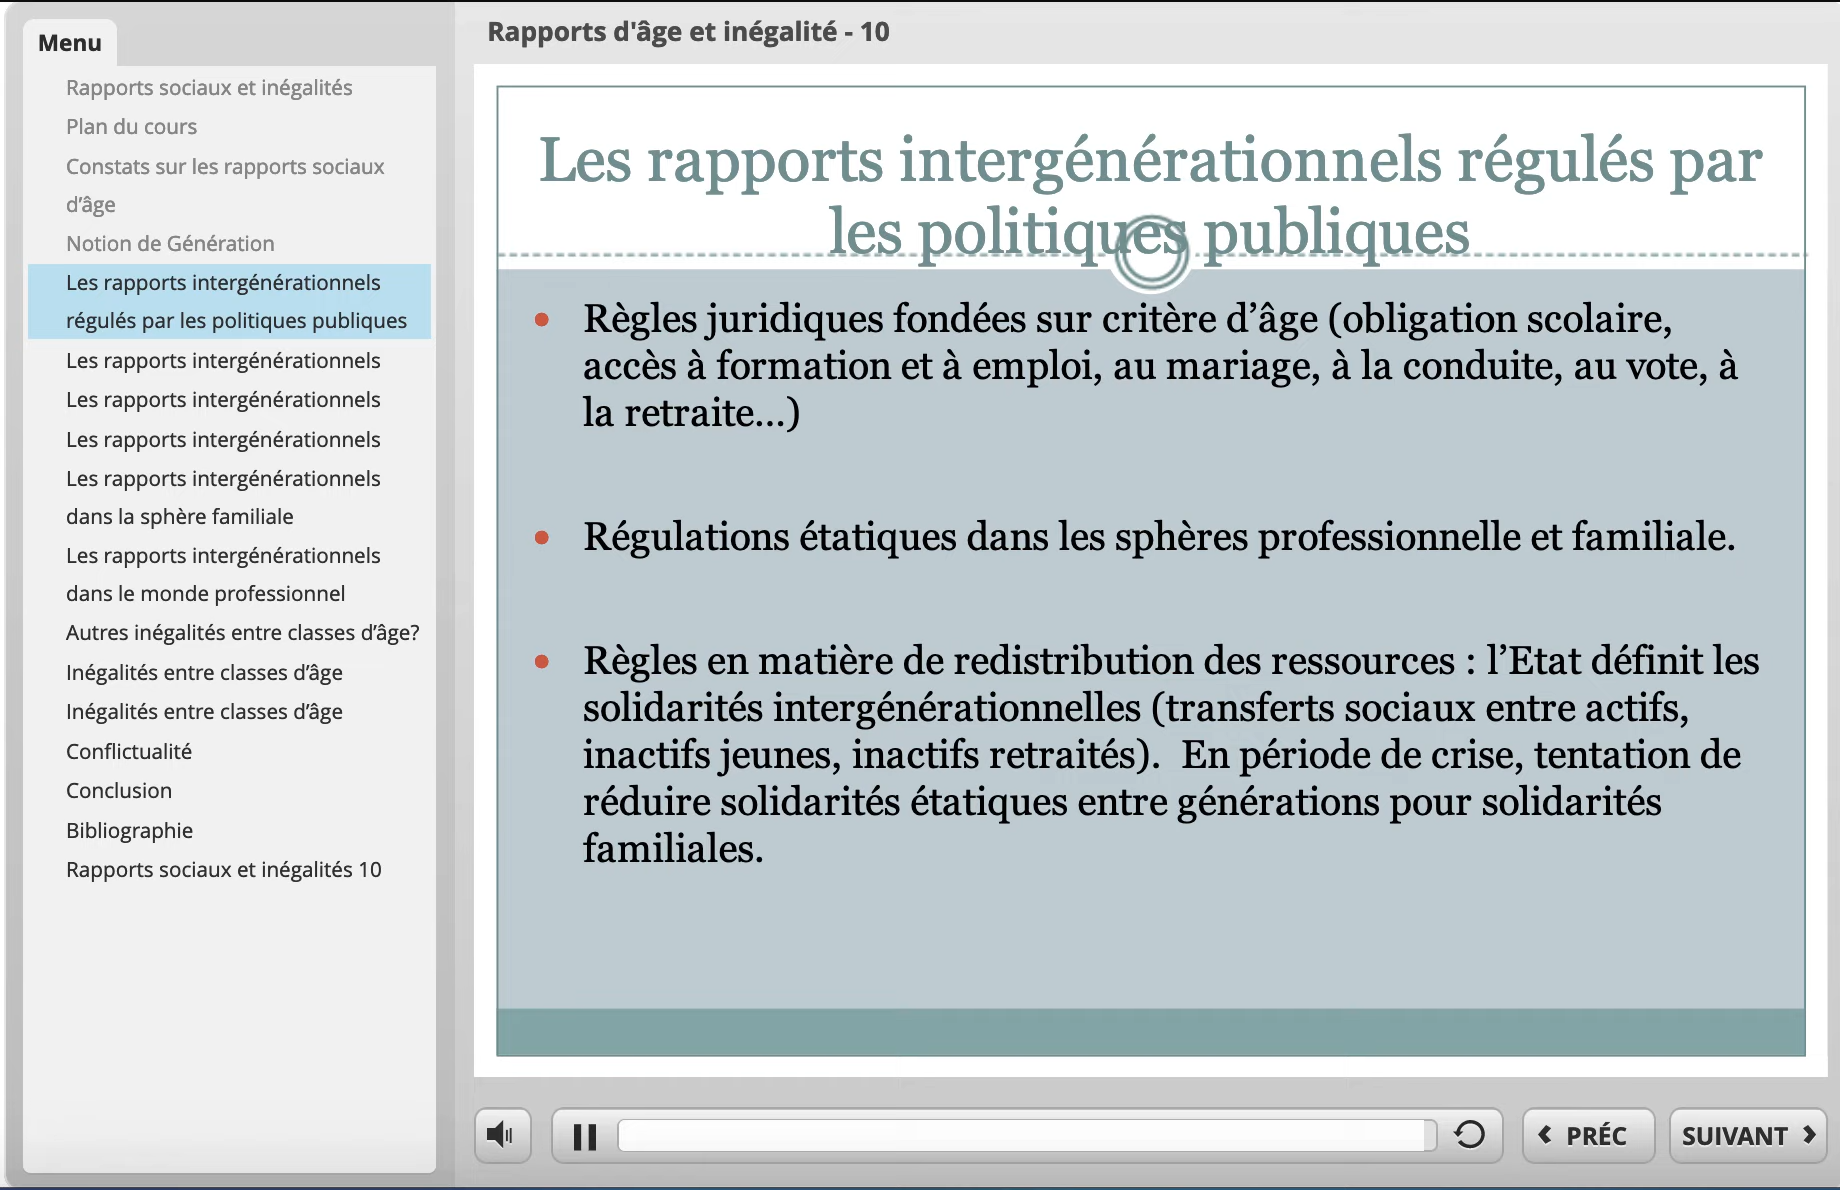 Menu
Rapports sociaux et inégalités
Plan du cours
Constats sur les rapports sociaux
d’âge
Notion de Génération
Les rapports intergénérationnels
régulés par les politiques publiques
Les rapports intergénérationnels
Les rapports intergénérationnels
Les rapports intergénérationnels
Les rapports intergénérationnels
dans la sphère familiale
Les rapports intergénérationnels
dans le monde professionnel
Autres inégalités entre classes d’âge?
Inégalités entre classes d’âge
Inégalités entre classes d’âge
Conflictualité
Conclusion
Bibliographie
Rapports sociaux et inégalités 10
Rapports d'âge et inégalité - 10
Les rapports intergénérationnels régulés par
les politiques publiques
• Règles juridiques fondées sur critère d’âge (obligation scolaire,
accès à formation et à emploi, au mariage, à la conduite, au vote, à
la retraite…)
• Régulations étatiques dans les sphères professionnelle et familiale.
• Règles en matière de redistribution des ressources : l’Etat définit les
solidarités intergénérationnelles (transferts sociaux entre actifs,
inactifs jeunes, inactifs retraités).  En période de crise, tentation de
réduire solidarités étatiques entre générations pour solidarités
familiales.
PRÉC
SUIVANT